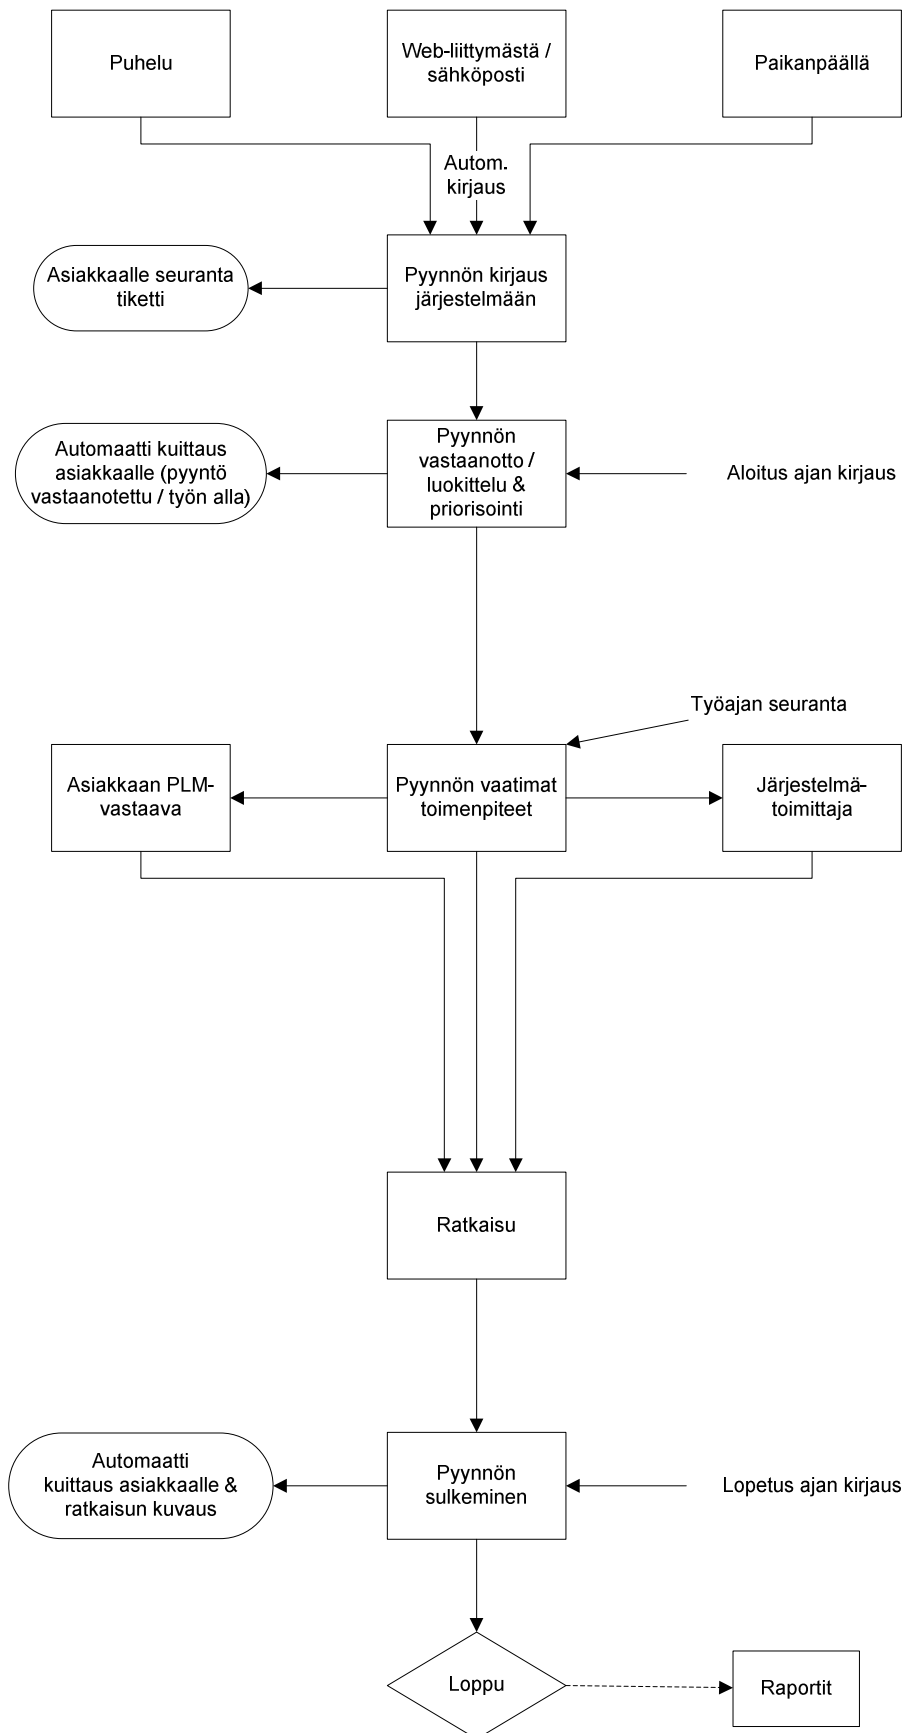 Puhelu
Web-liittymästä /
sähköposti
Paikanpäällä
Autom.
kirjaus
Asiakkaalle seuranta
tiketti
Pyynnön kirjaus
järjestelmään
Automaatti kuittaus
asiakkaalle (pyyntö
vastaanotettu / työn alla)
Pyynnön
vastaanotto /
luokittelu &
priorisointi
Aloitus ajan kirjaus
Työajan seuranta
Asiakkaan PLM-
vastaava
Pyynnön vaatimat
toimenpiteet
Järjestelmä-
toimittaja
Ratkaisu
Automaatti
kuittaus asiakkaalle &
ratkaisun kuvaus
Pyynnön
sulkeminen
Lopetus ajan kirjaus
Loppu
Raportit